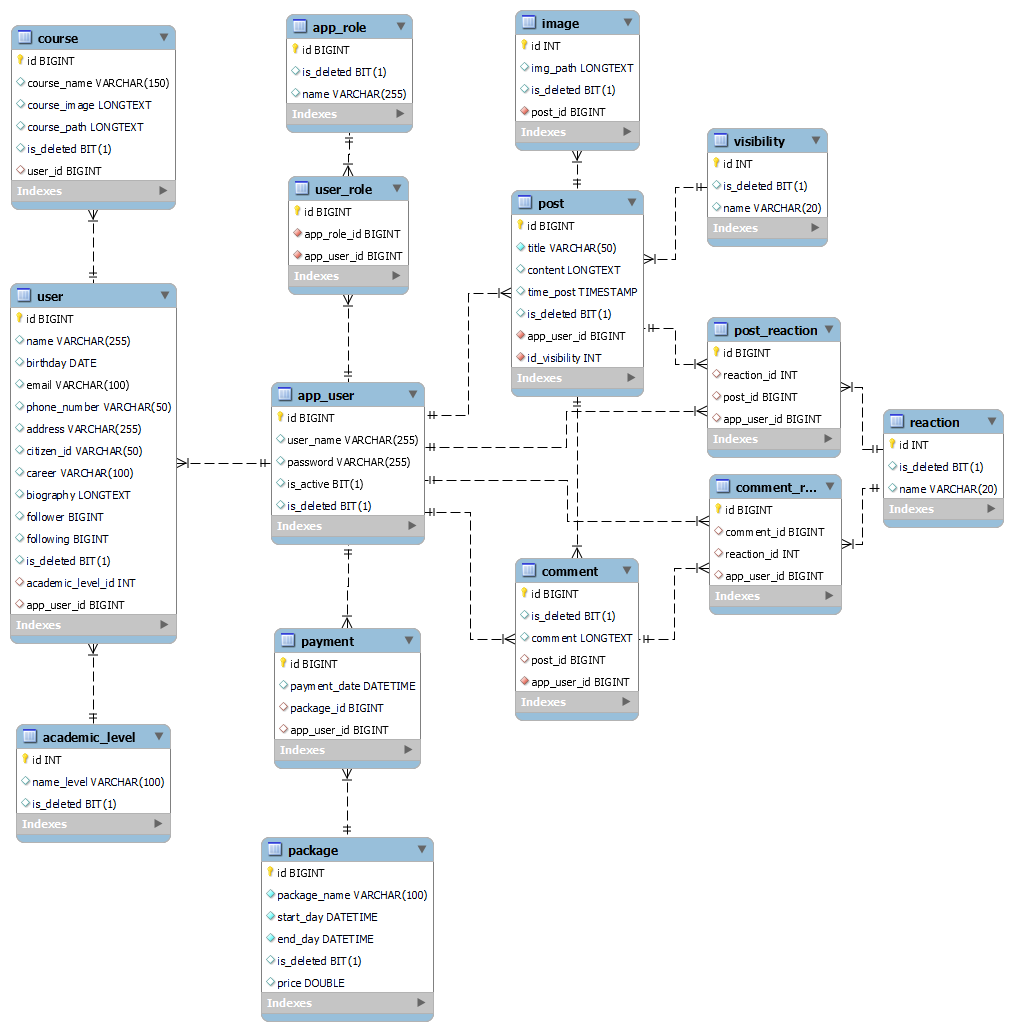 course
id BIGINT
course_name VARCHAR(150)
course_image LONGTEXT
course_path LONGTEXT
is_deleted BIT(1)
user_id BIGINT
Indexes
app_role
id BIGINT
is_deleted BIT(1)
name VARCHAR(255)
Indexes
image
id INT
img_path LONGTEXT
is_deleted BIT(1)
post_id BIGINT
Indexes
visibility
id INT
is_deleted BIT(1)
name VARCHAR(20)
Indexes
user_role
id BIGINT
app_role_id BIGINT
app_user_id BIGINT
Indexes
post
id BIGINT
title VARCHAR(50)
content LONGTEXT
time_post TIMESTAMP
is_deleted BIT(1)
app_user_id BIGINT
id_visibility INT
Indexes
user
id BIGINT
name VARCHAR(255)
birthday DATE
email VARCHAR(100)
phone_number VARCHAR(50)
address VARCHAR(255)
citizen_id VARCHAR(50)
career VARCHAR(100)
biography LONGTEXT
follower BIGINT
following BIGINT
is_deleted BIT(1)
academic_level_id INT
app_user_id BIGINT
Indexes
app_user
id BIGINT
user_name VARCHAR(255)
password VARCHAR(255)
is_active BIT(1)
is_deleted BIT(1)
Indexes
post_reaction
id BIGINT
reaction_id INT
post_id BIGINT
app_user_id BIGINT
Indexes
reaction
id INT
is_deleted BIT(1)
name VARCHAR(20)
Indexes
comment_r...
id BIGINT
comment_id BIGINT
reaction_id INT
app_user_id BIGINT
Indexes
comment
id BIGINT
is_deleted BIT(1)
comment LONGTEXT
post_id BIGINT
app_user_id BIGINT
Indexes
payment
id BIGINT
payment_date DATETIME
package_id BIGINT
app_user_id BIGINT
Indexes
academic_level
id INT
name_level VARCHAR(100)
is_deleted BIT(1)
Indexes
package
id BIGINT
package_name VARCHAR(100)
start_day DATETIME
end_day DATETIME
is_deleted BIT(1)
price DOUBLE
Indexes